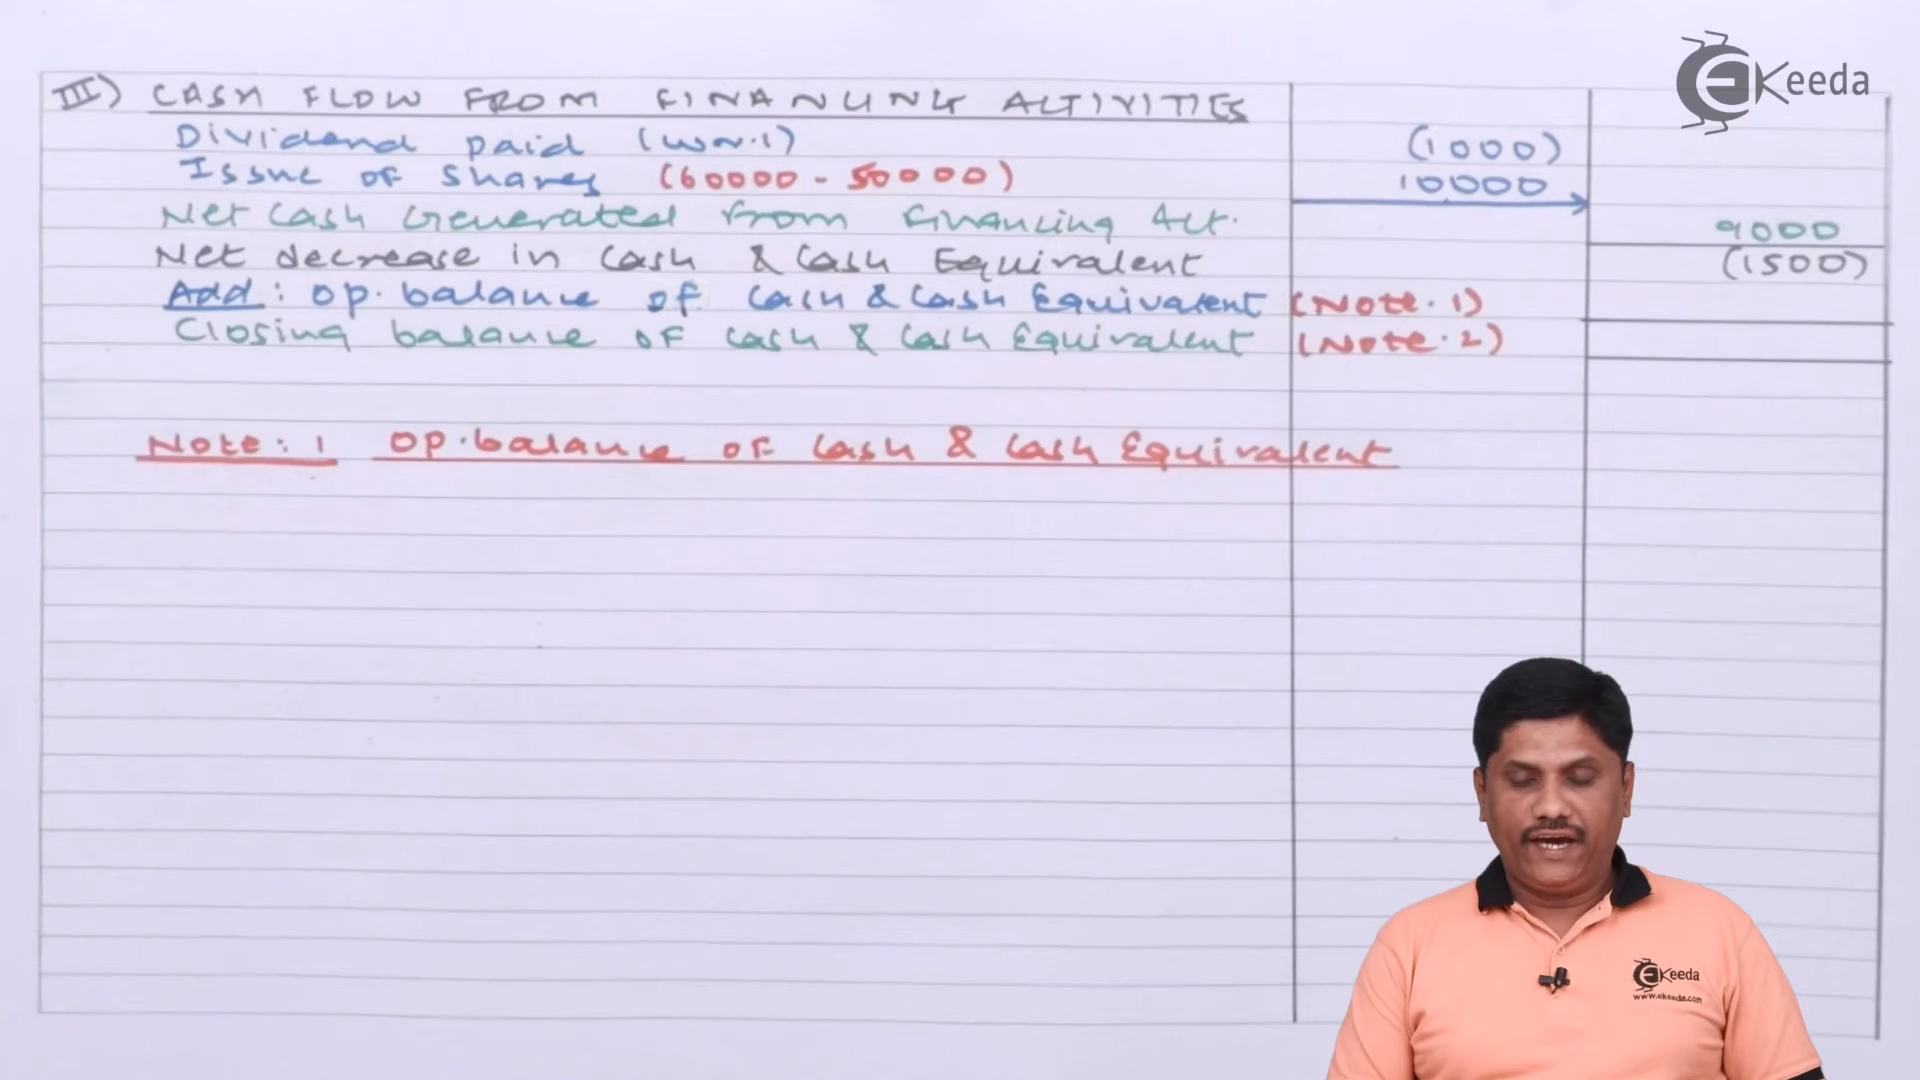 EKeeda
III) CASH FLOW FROM FINANCING ACTIVITIES
Dividend paid (WN.1) (1000)
Issue of shares (60000 - 50000) 10000
Net Cash Generated from Financing Act. 9000
Net decrease in Cash & Cash Equivalent (1500)
Add: Op. balance of Cash & Cash Equivalent (Note.1)
Closing balance of Cash & Cash Equivalent (Note.2)
Note: 1 Op. balance of Cash & Cash Equivalent
EKeeda
www.ekeeda.com